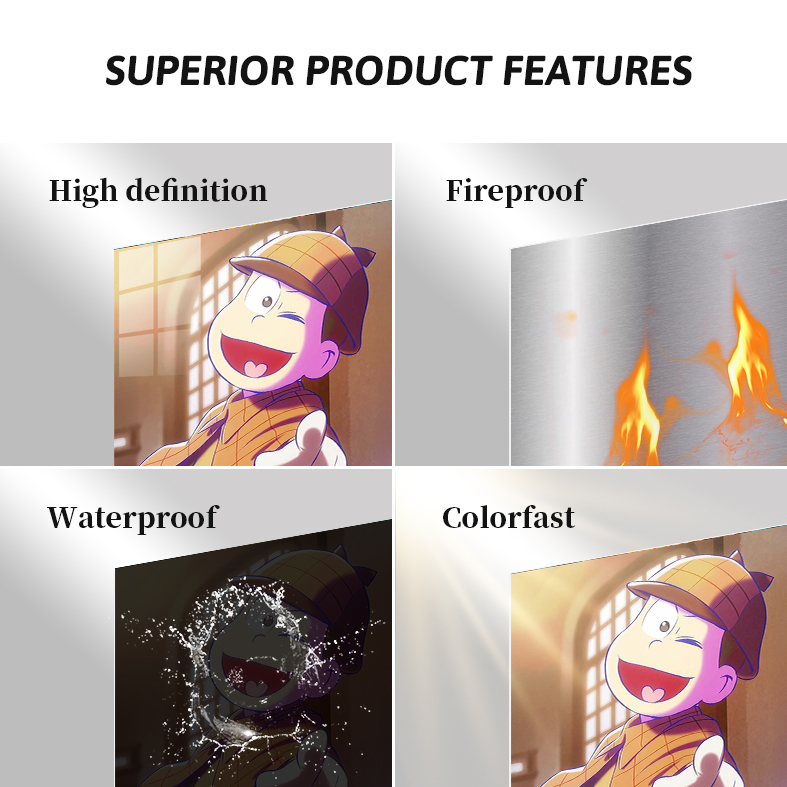 SUPERIOR PRODUCT FEATURES
High definition
Fireproof
Waterproof
Colorfast